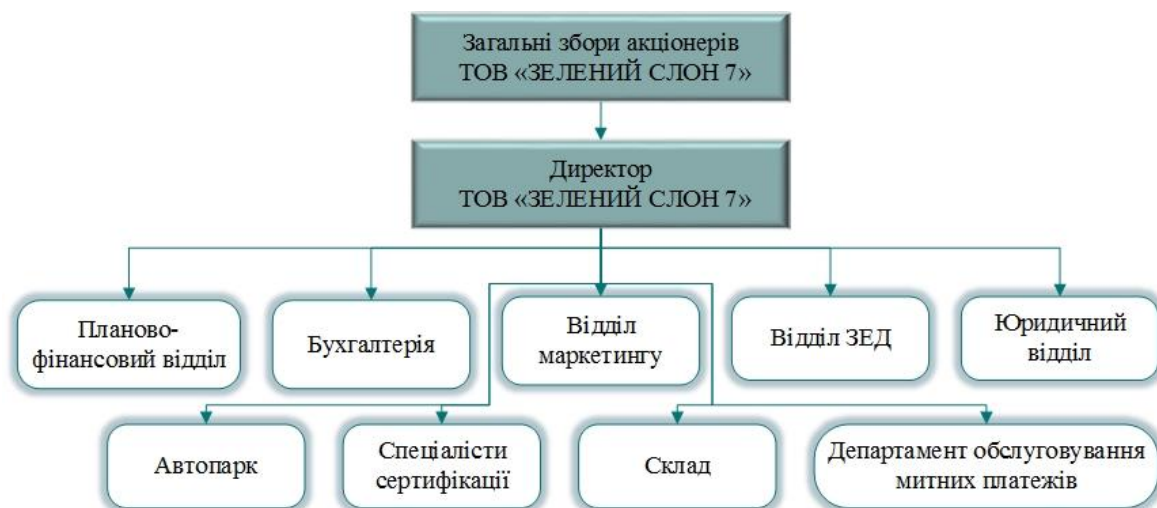 Загальні збори акціонерів
ТОВ «ЗЕЛЕНИЙ СЛОН 7»
Директор
ТОВ «ЗЕЛЕНИЙ СЛОН 7»
Планово-
фінансовий відділ
Бухгалтерія
Відділ
маркетингу
Відділ ЗЕД
Юридичний
відділ
Автопарк
Спеціалісти
сертифікації
Склад
Департамент обслуговування
митних платежів